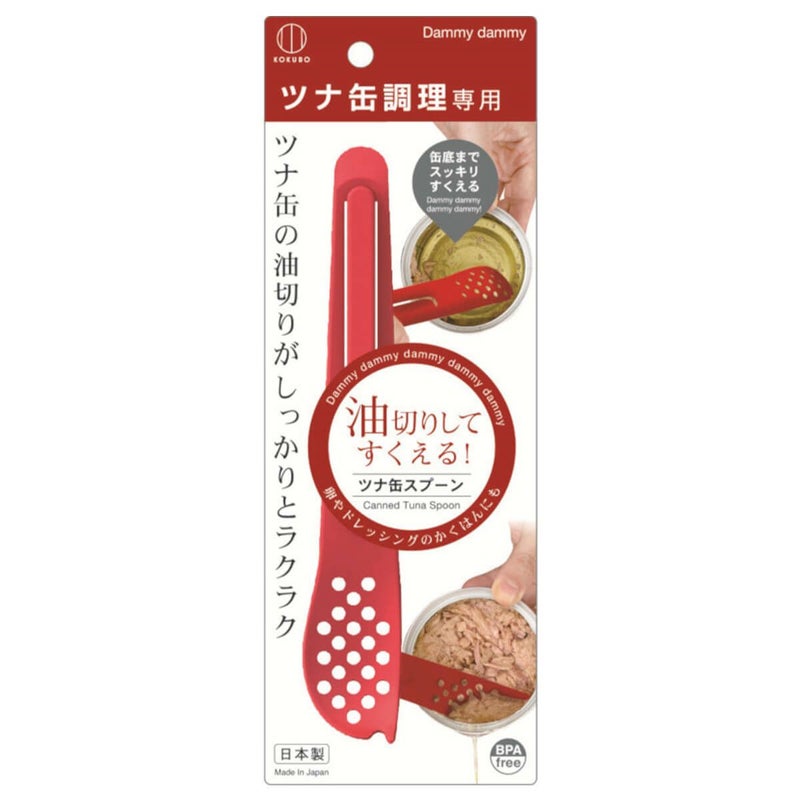 KOKUBO
Dammy dammy
ツナ缶調理専用
ツナ缶の油切りがしっかりとラクラク
缶底まで
スッキリ
すくえる
Dammy dammy
dammy dammy!
Dammy dammy dammy dammy dammy dammy
油切りして
すくえる!
ツナ缶スプーン
Canned Tuna Spoon
卵やドレッシングのかくはんにも
日本製
Made In Japan
BPA
free